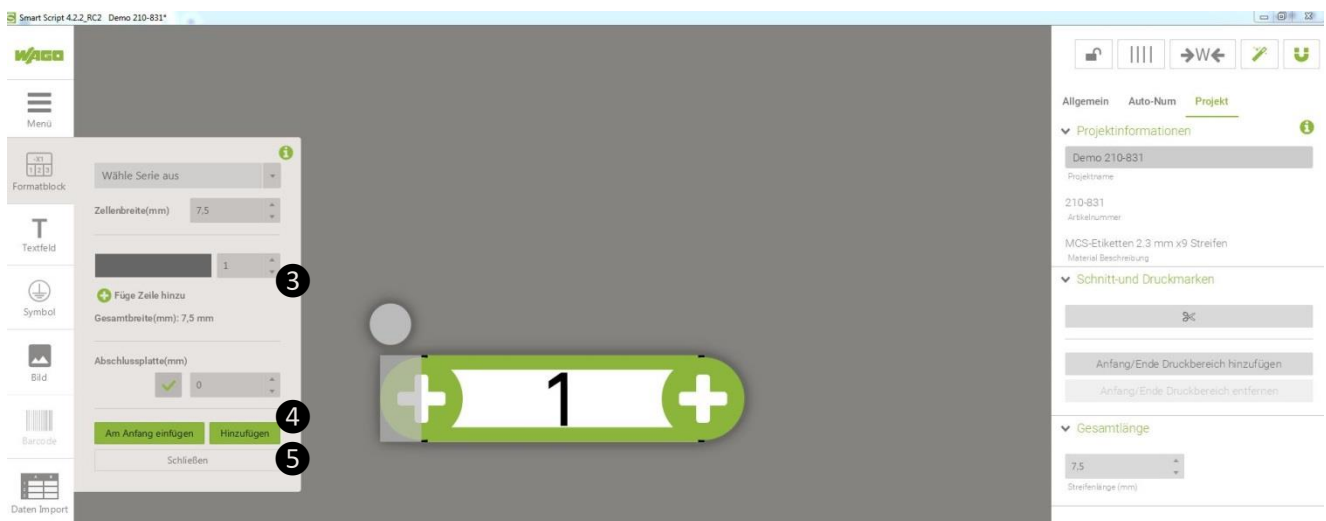 Smart Script 4.2.2_RC2 Demo 210-831*
WAGO
Menü
-X1
1 2 3
Formatblock
Textfeld
Symbol
Bild
Barcode
Daten Import
Wähle Serie aus
Zellenbreite(mm) 7,5
1
3
Füge Zeile hinzu
Gesamtbreite(mm): 7,5 mm
Abschlussplatte(mm)
0
4
Am Anfang einfügen Hinzufügen
5
Schließen
1
W
Allgemein Auto-Num Projekt
Projektinformationen
Demo 210-831
Projektname
210-831
Artikelnummer
MCS-Etiketten 2.3 mm x9 Streifen
Material Beschreibung
Schnitt-und Druckmarken
Anfang/Ende Druckbereich hinzufügen
Anfang/Ende Druckbereich entfernen
Gesamtlänge
7,5
Streifenlänge (mm)